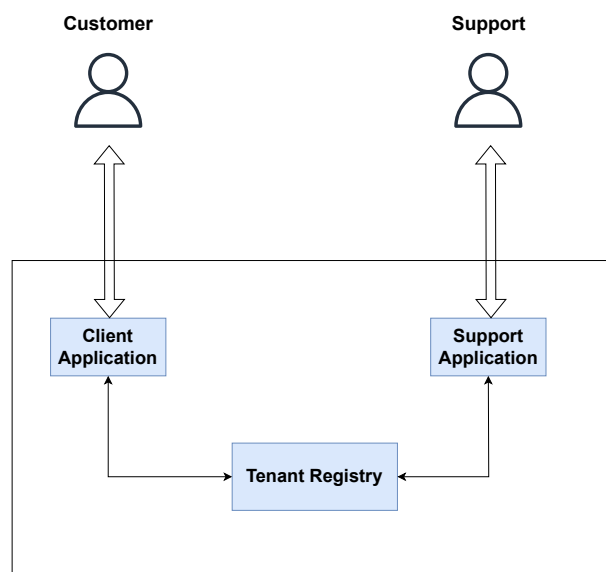 Customer
Support
Client
Application
Support
Application
Tenant Registry